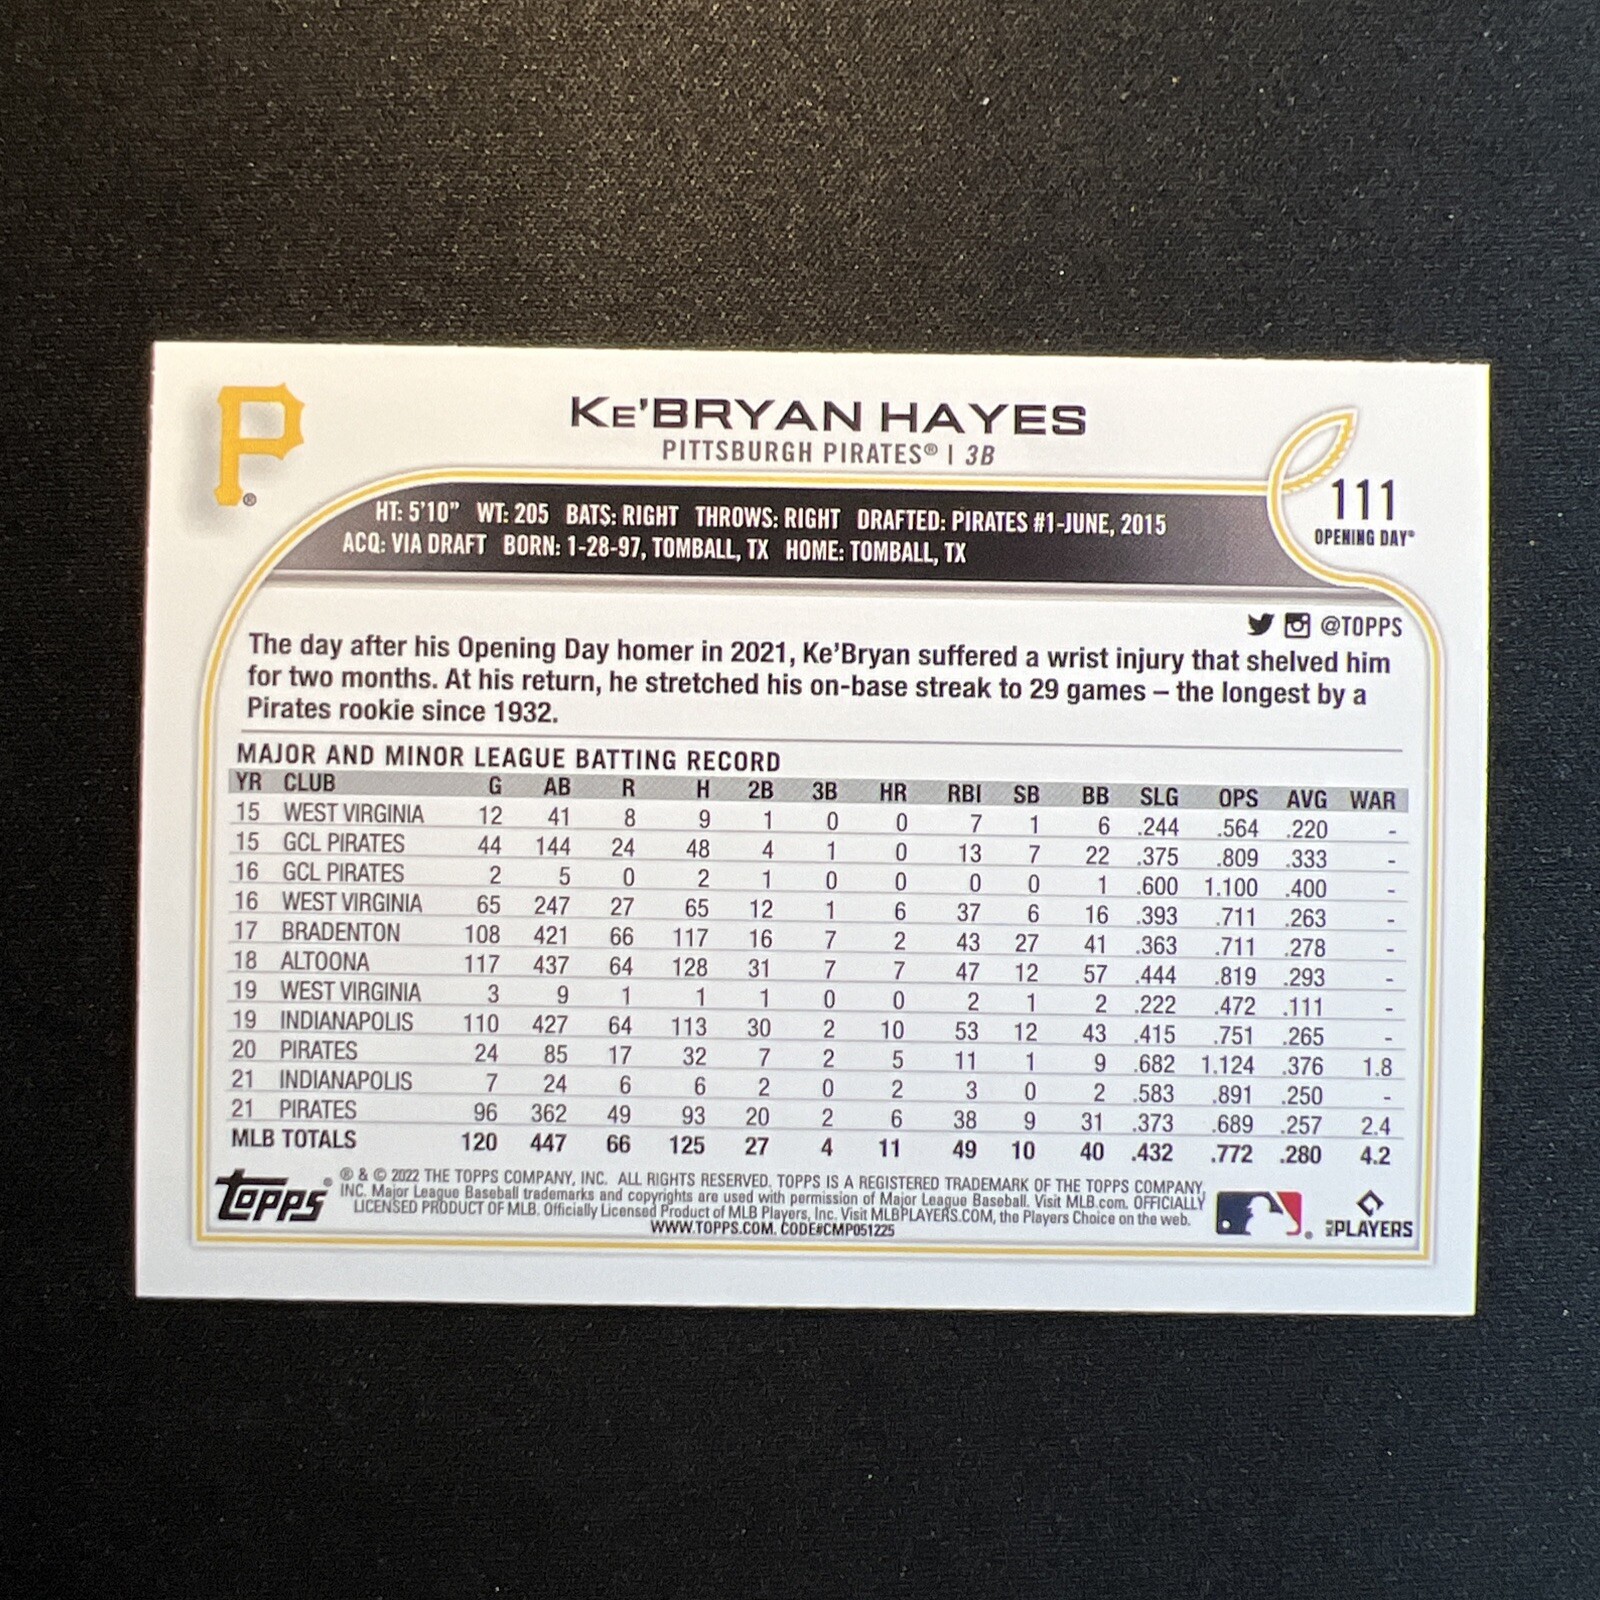 P®
Ke'BRYAN HAYES
PITTSBURGH PIRATES® | 3B
111
OPENING DAY®
HT: 5'10" WT: 205 BATS: RIGHT THROWS: RIGHT DRAFTED: PIRATES #1-JUNE, 2015
ACQ: VIA DRAFT BORN: 1-28-97, TOMBALL, TX HOME: TOMBALL, TX
@TOPPS
The day after his Opening Day homer in 2021, Ke'Bryan suffered a wrist injury that shelved him
for two months. At his return, he stretched his on-base streak to 29 games – the longest by a
Pirates rookie since 1932.
MAJOR AND MINOR LEAGUE BATTING RECORD
YR CLUB G AB R H 2B 3B HR RBI SB BB SLG OPS AVG WAR
15 WEST VIRGINIA 12 41 8 9 1 0 0 7 1 6 .244 .564 .220 -
15 GCL PIRATES 44 144 24 48 4 1 0 13 7 22 .375 .809 .333 -
16 GCL PIRATES 2 5 0 2 1 0 0 0 0 1 .600 1.100 .400 -
16 WEST VIRGINIA 65 247 27 65 12 1 6 37 6 16 .393 .711 .263 -
17 BRADENTON 108 421 66 117 16 7 2 43 27 41 .363 .711 .278 -
18 ALTOONA 117 437 64 128 31 7 7 47 12 57 .444 .819 .293 -
19 WEST VIRGINIA 3 9 1 1 1 0 0 2 1 2 .222 .472 .111 -
19 INDIANAPOLIS 110 427 64 113 30 2 10 53 12 43 .415 .751 .265 -
20 PIRATES 24 85 17 32 7 2 5 11 1 9 .682 1.124 .376 1.8
21 INDIANAPOLIS 7 24 6 6 2 0 2 3 0 2 .583 .891 .250 -
21 PIRATES 96 362 49 93 20 2 6 38 9 31 .373 .689 .257 2.4
MLB TOTALS 120 447 66 125 27 4 11 49 10 40 .432 .772 .280 4.2
topps®
® & © 2022 THE TOPPS COMPANY, INC. ALL RIGHTS RESERVED. TOPPS IS A REGISTERED TRADEMARK OF THE TOPPS COMPANY,
INC. Major League Baseball trademarks and copyrights are used with permission of Major League Baseball. Visit MLB.com. OFFICIALLY
LICENSED PRODUCT OF MLB. Officially Licensed Product of MLB Players, Inc. Visit MLBPLAYERS.COM, the Players Choice on the web.
WWW.TOPPS.COM. CODE#CMP051225
MLB PLAYERS